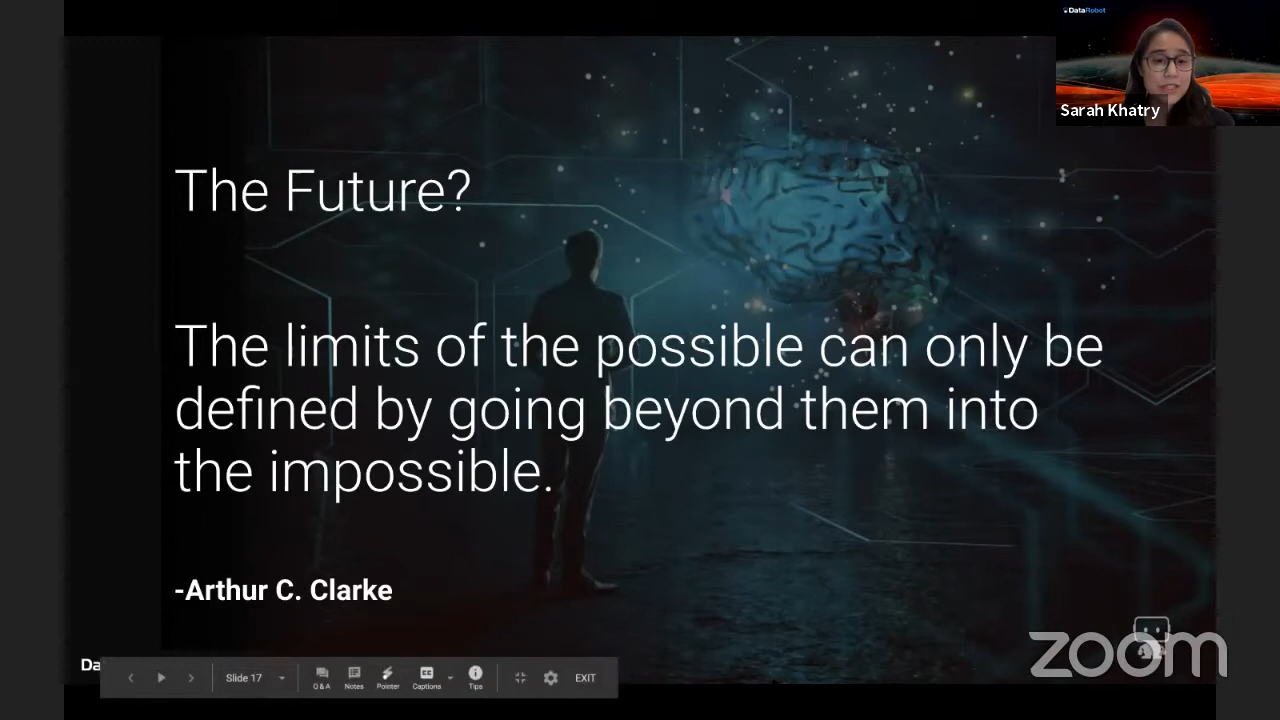 DataRobot
Sarah Khatry
The Future?
The limits of the possible can only be
defined by going beyond them into
the impossible.
-Arthur C. Clarke
Da
Slide 17
Q & A
Notes
Pointer
Captions
Tips
EXIT
zoom